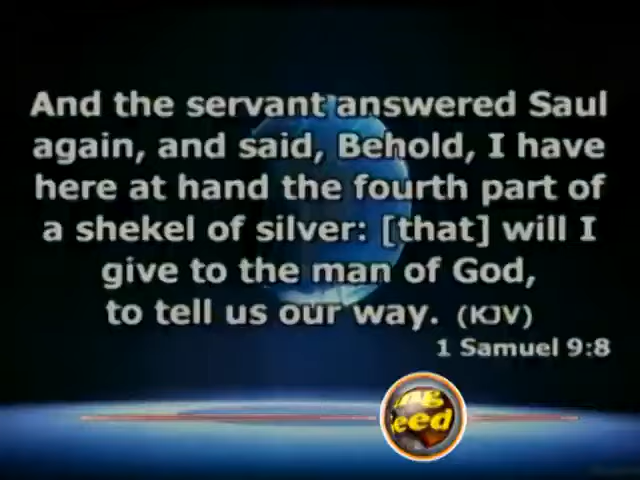 And the servant answered Saul
again, and said, Behold, I have
here at hand the fourth part of
a shekel of silver: [that] will I
give to the man of God,
to tell us our way. (KJV)
1 Samuel 9:8
eed